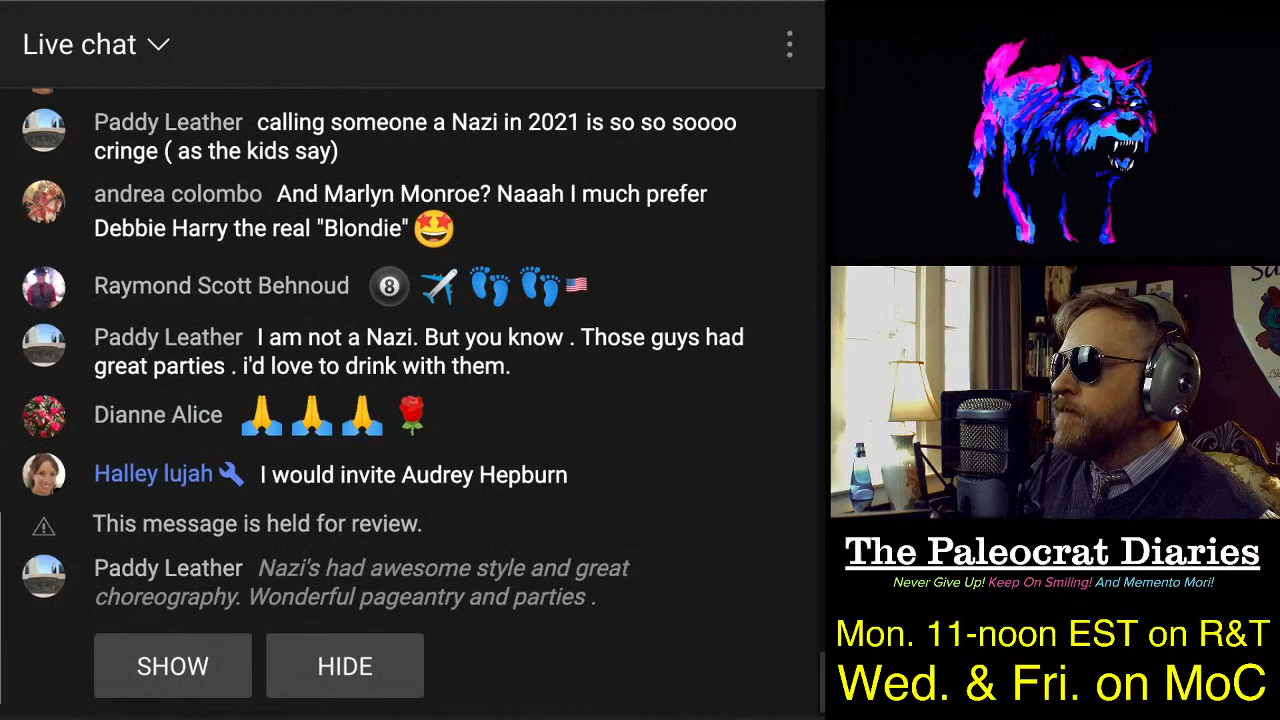 Live chat
Paddy Leather calling someone a Nazi in 2021 is so so soooo
cringe ( as the kids say)
andrea colombo And Marlyn Monroe? Naaah I much prefer
Debbie Harry the real "Blondie" 🤩
Raymond Scott Behnoud 🎱 ✈️ 👣 👣 🇺🇸
Paddy Leather I am not a Nazi. But you know . Those guys had
great parties . i'd love to drink with them.
Dianne Alice 🙏 🙏 🙏 🌹
Halley lujah I would invite Audrey Hepburn
This message is held for review.
Paddy Leather Nazi's had awesome style and great
choreography. Wonderful pageantry and parties .
SHOW HIDE
The Paleocrat Diaries
Never Give Up! Keep On Smiling! And Memento Mori!
Mon. 11-noon EST on R&T
Wed. & Fri. on MoC